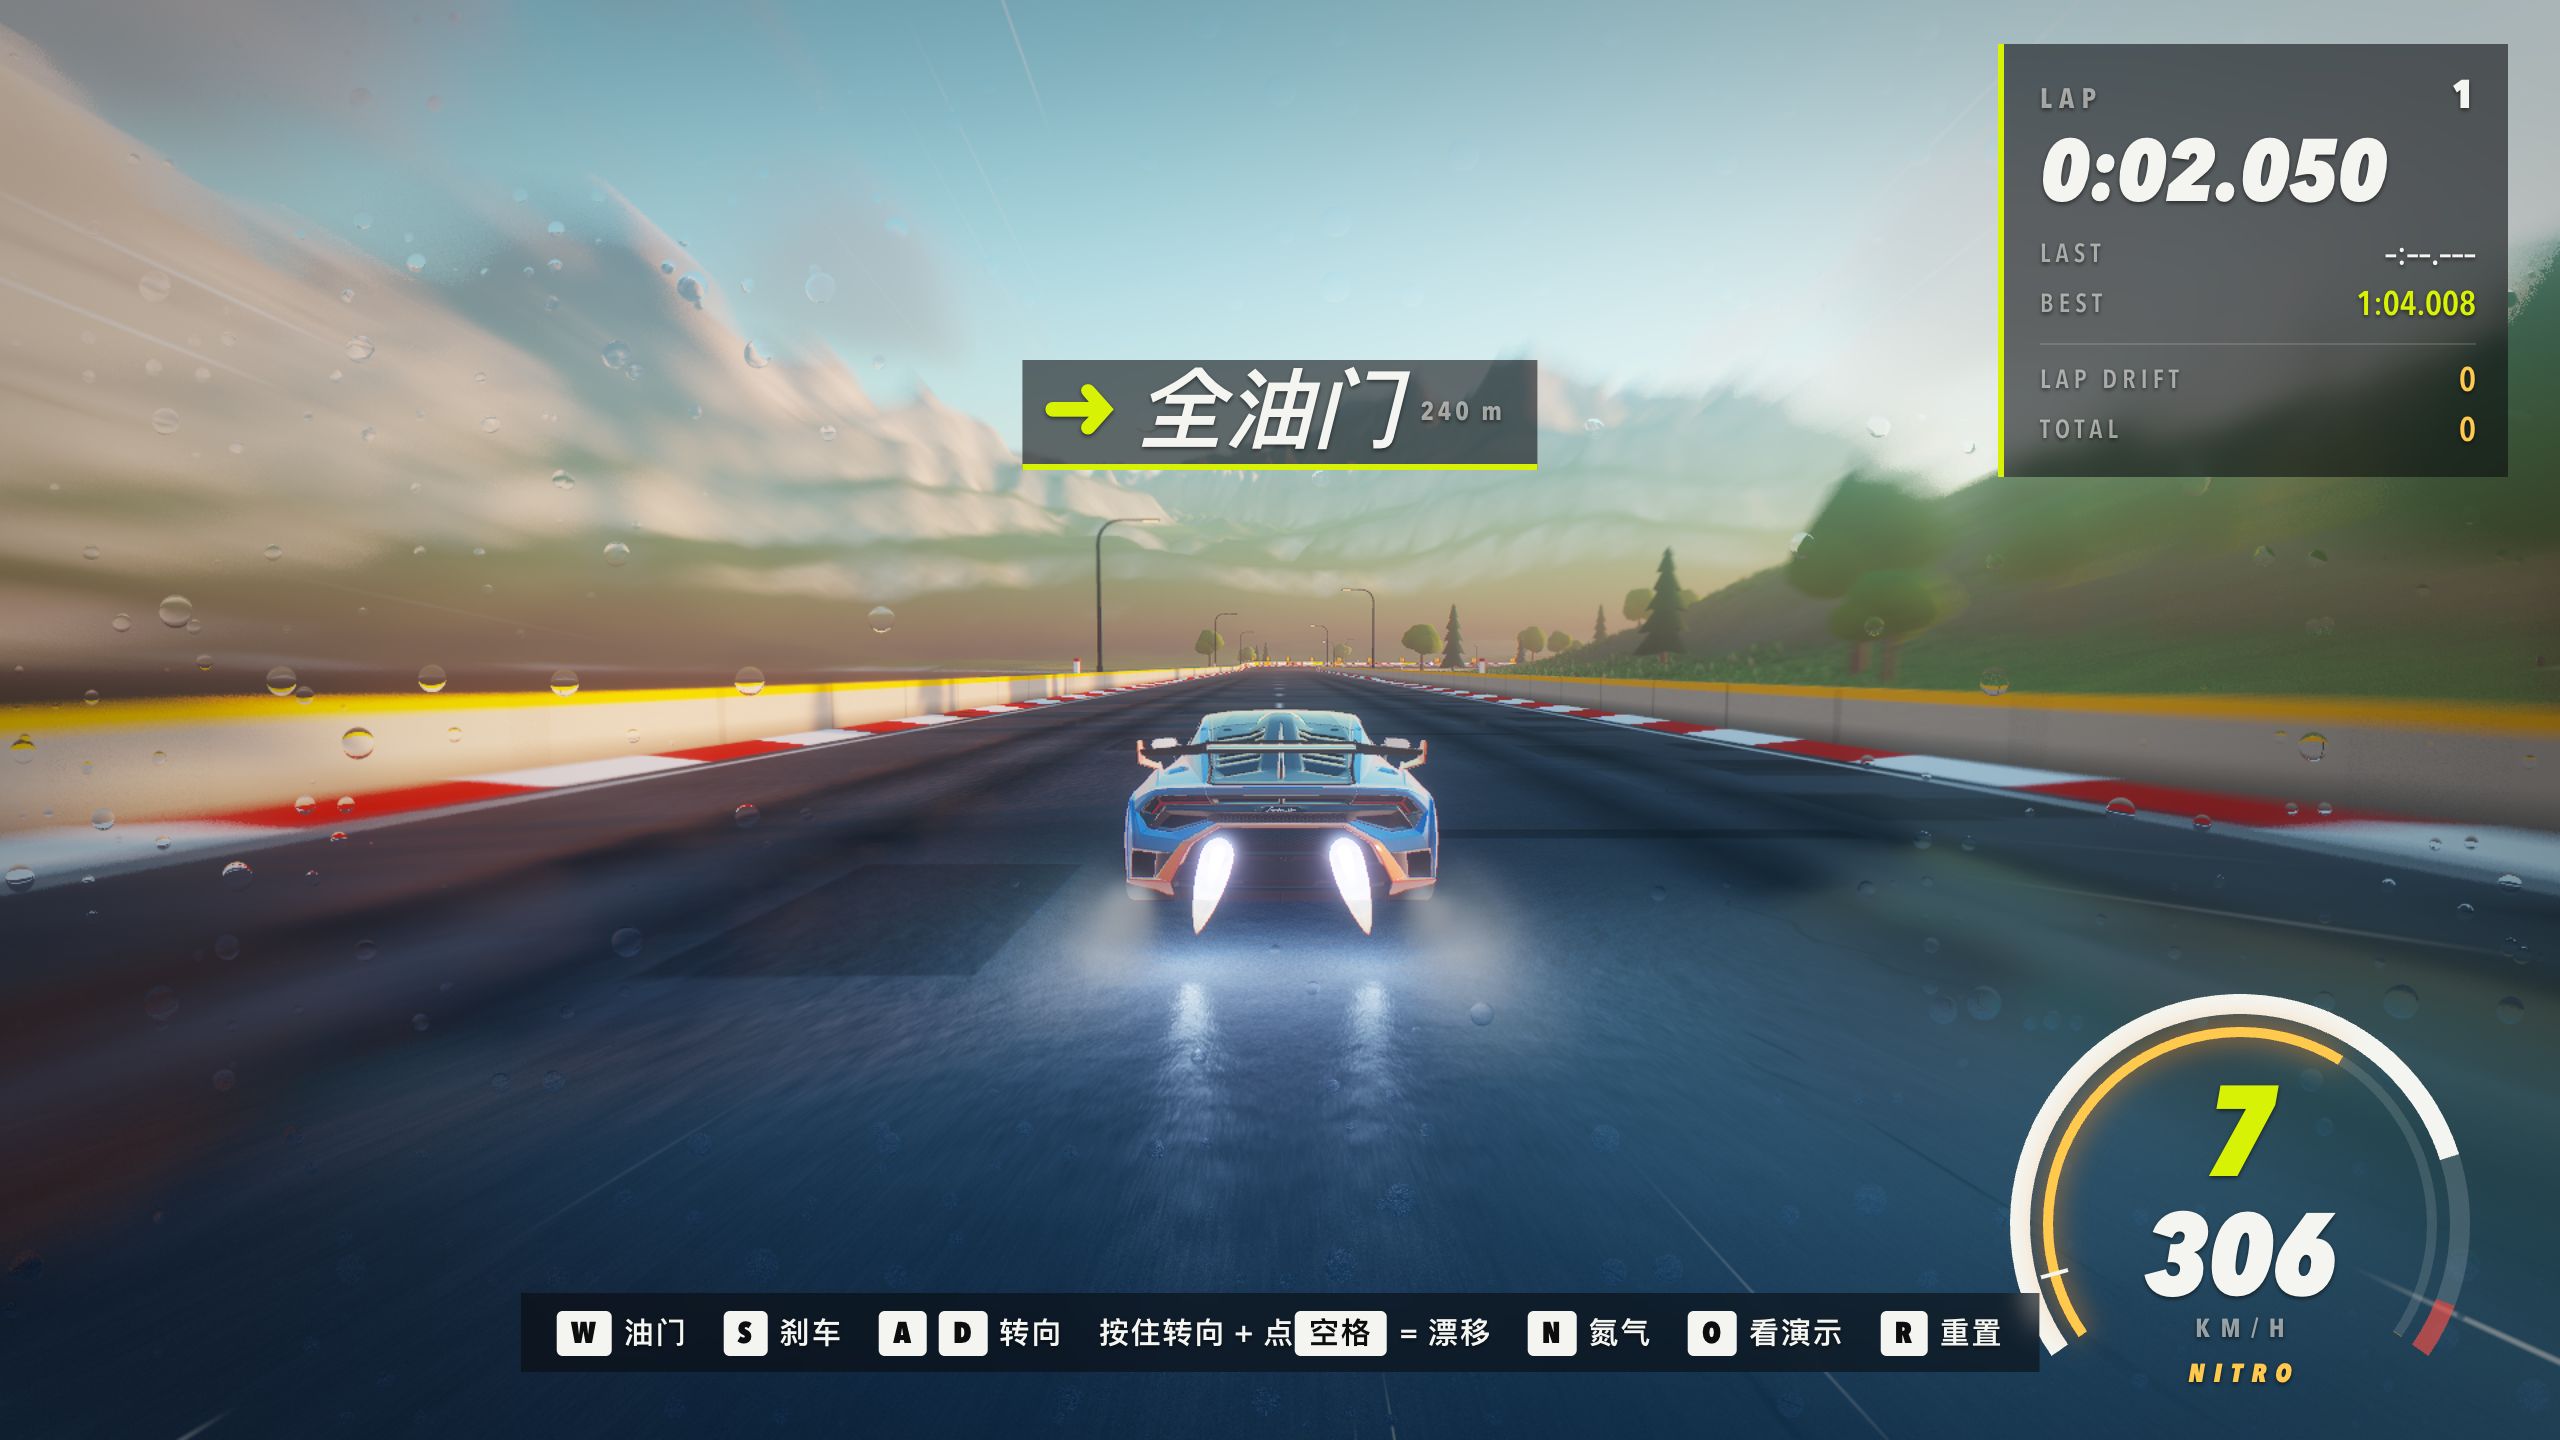 LAP 1
0:02.050
LAST -:--.---
BEST 1:04.008
LAP DRIFT 0
TOTAL 0
→ 全油门 240 m
7
306
KM/H
NITRO
W 油门 S 刹车 A D 转向 按住转向 + 点 空格 = 漂移 N 氮气 O 看演示 R 重置